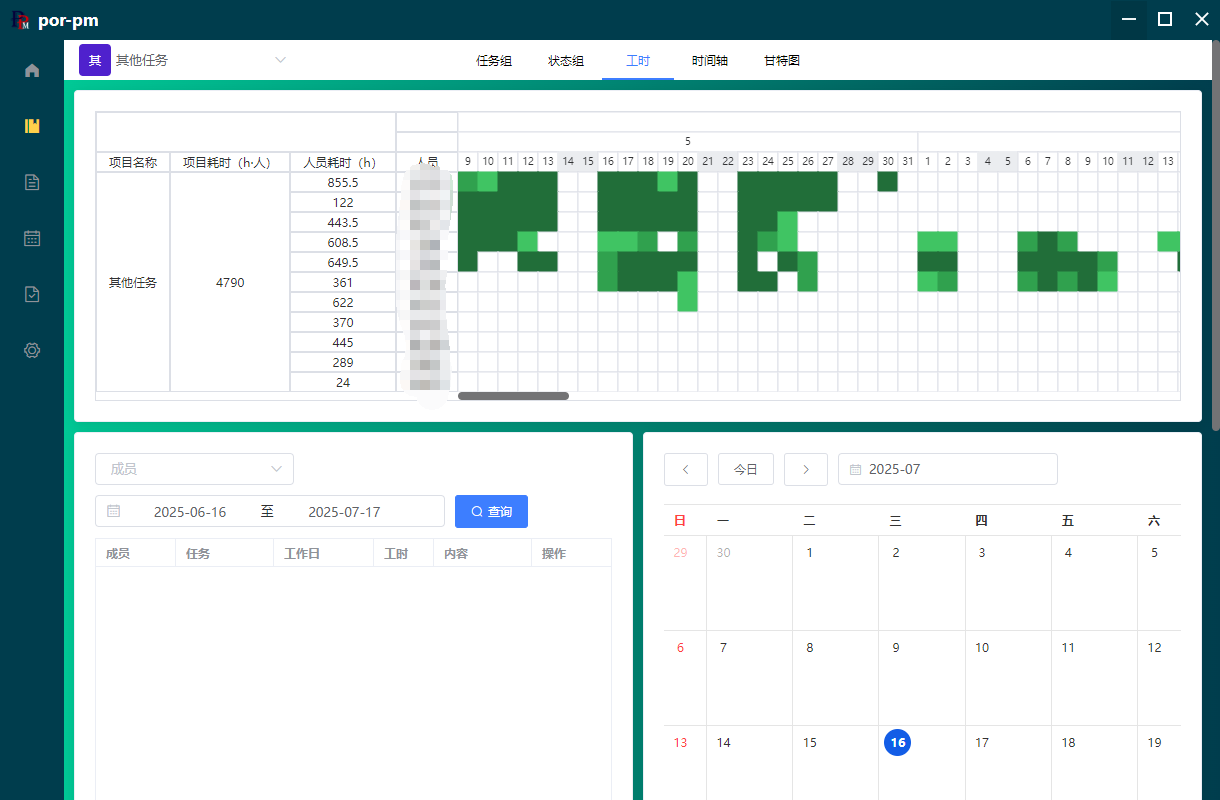 por-pm
其 其他任务 任务组 状态组 工时 时间轴 甘特图
5
项目名称 项目耗时（h·人） 人员耗时（h） 人员 9 10 11 12 13 14 15 16 17 18 19 20 21 22 23 24 25 26 27 28 29 30 31 1 2 3 4 5 6 7 8 9 10 11 12 13
855.5
122
443.5
608.5
649.5
其他任务 4790 361
622
370
445
289
24
成员
2025-06-16 至 2025-07-17 查询
成员 任务 工作日 工时 内容 操作
今日 2025-07
日 一 二 三 四 五 六
29 30 1 2 3 4 5
6 7 8 9 10 11 12
13 14 15 16 17 18 19